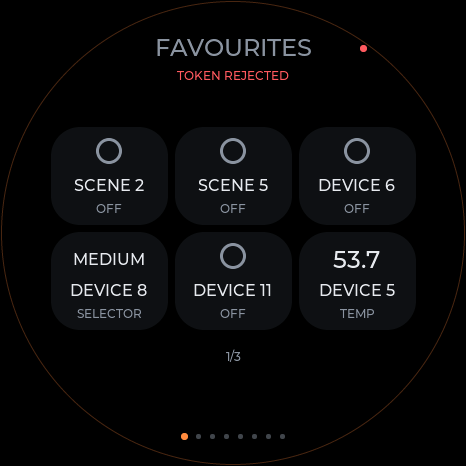 FAVOURITES
TOKEN REJECTED
SCENE 2
OFF
SCENE 5
OFF
DEVICE 6
OFF
MEDIUM
DEVICE 8
SELECTOR
DEVICE 11
OFF
53.7
DEVICE 5
TEMP
1/3